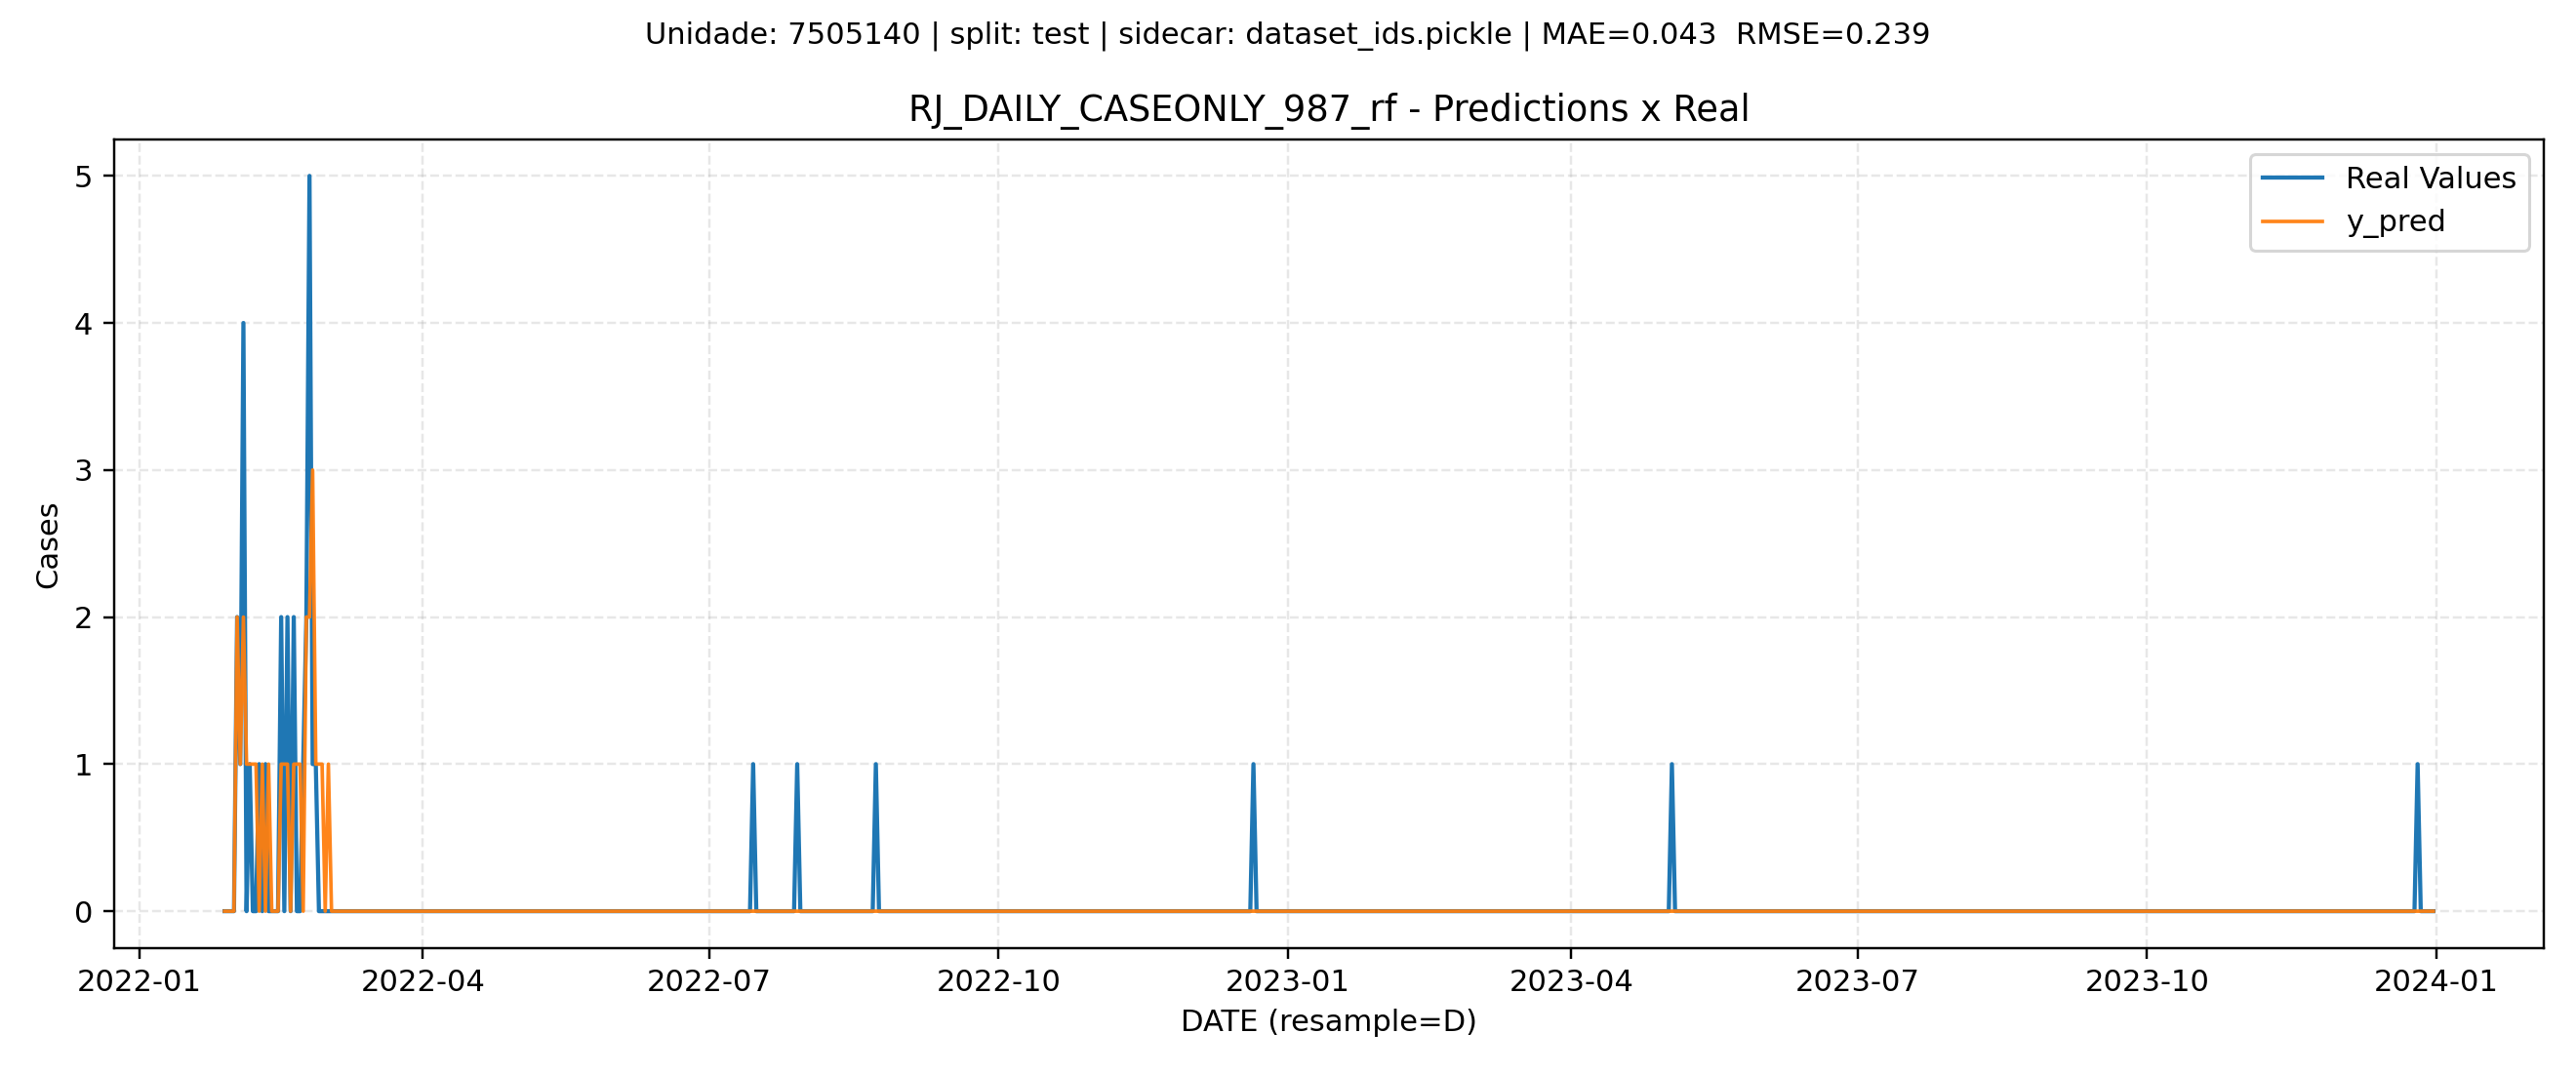 Unidade: 7505140 | split: test | sidecar: dataset_ids.pickle | MAE=0.043  RMSE=0.239
RJ_DAILY_CASEONLY_987_rf - Predictions x Real
Real Values
y_pred
5
4
3
2
1
0
Cases
2022-01 2022-04 2022-07 2022-10 2023-01 2023-04 2023-07 2023-10 2024-01
DATE (resample=D)